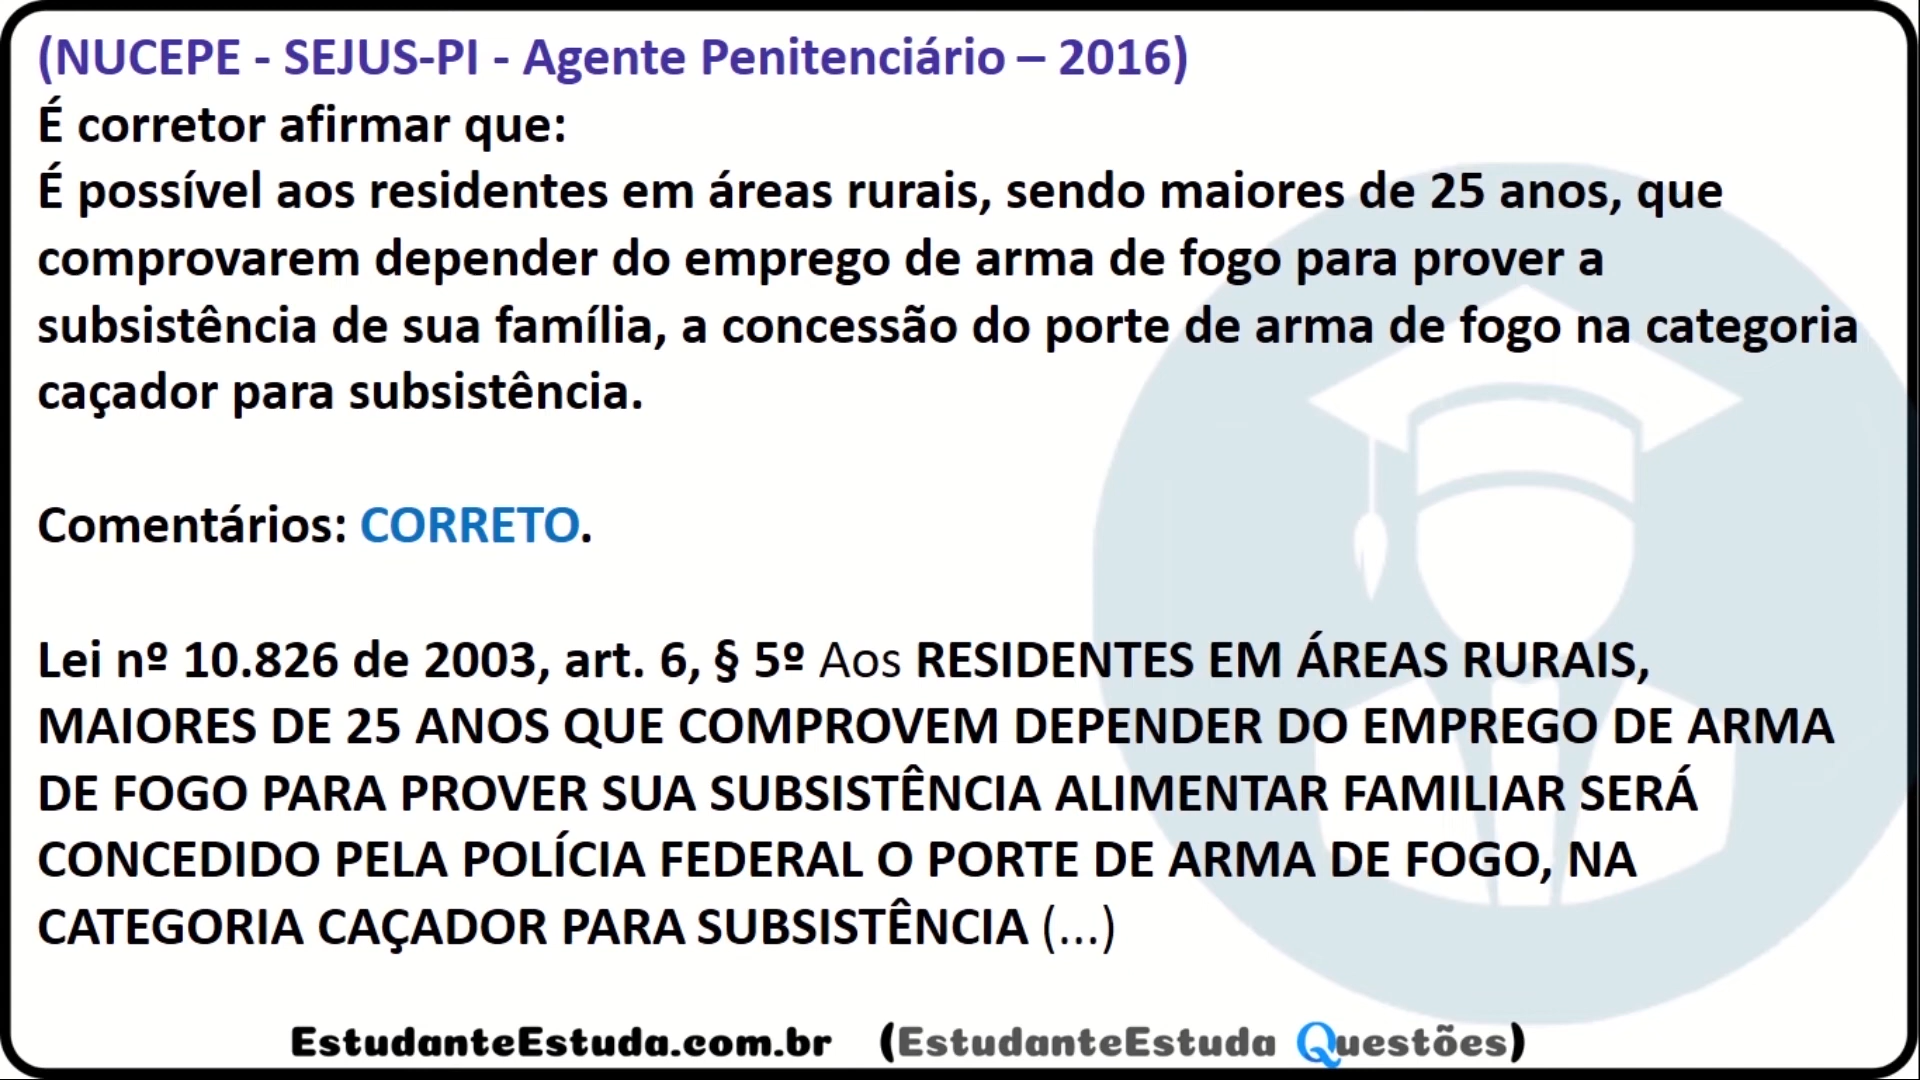 (NUCEPE - SEJUS-PI - Agente Penitenciário – 2016)
É corretor afirmar que:
É possível aos residentes em áreas rurais, sendo maiores de 25 anos, que
comprovarem depender do emprego de arma de fogo para prover a
subsistência de sua família, a concessão do porte de arma de fogo na categoria
caçador para subsistência.
Comentários: CORRETO.
Lei nº 10.826 de 2003, art. 6, § 5º Aos RESIDENTES EM ÁREAS RURAIS,
MAIORES DE 25 ANOS QUE COMPROVEM DEPENDER DO EMPREGO DE ARMA
DE FOGO PARA PROVER SUA SUBSISTÊNCIA ALIMENTAR FAMILIAR SERÁ
CONCEDIDO PELA POLÍCIA FEDERAL O PORTE DE ARMA DE FOGO, NA
CATEGORIA CAÇADOR PARA SUBSISTÊNCIA (...)
EstudanteEstuda.com.br (EstudanteEstuda Questões)